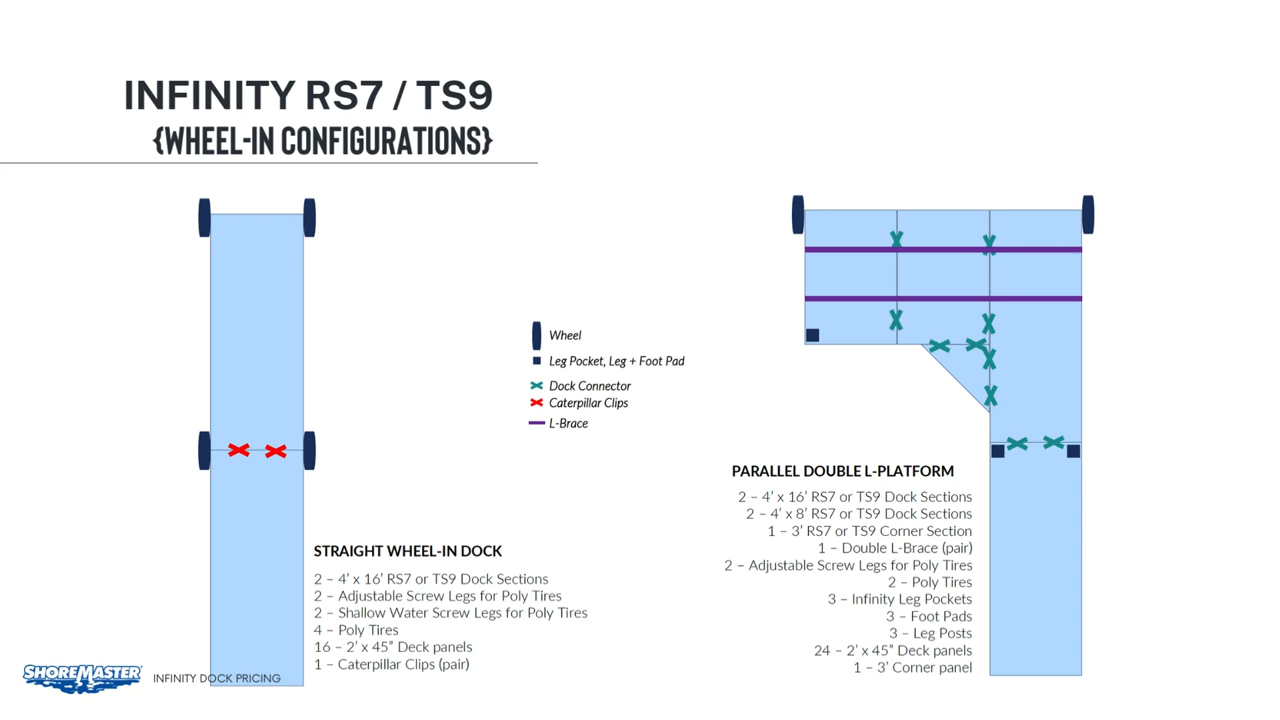 INFINITY RS7 / TS9
{WHEEL-IN CONFIGURATIONS}
Wheel
Leg Pocket, Leg + Foot Pad
Dock Connector
Caterpillar Clips
L-Brace
STRAIGHT WHEEL-IN DOCK
2 – 4’ x 16’ RS7 or TS9 Dock Sections
2 – Adjustable Screw Legs for Poly Tires
2 – Shallow Water Screw Legs for Poly Tires
4 – Poly Tires
16 – 2’ x 45” Deck panels
1 – Caterpillar Clips (pair)
PARALLEL DOUBLE L-PLATFORM
2 – 4’ x 16’ RS7 or TS9 Dock Sections
2 – 4’ x 8’ RS7 or TS9 Dock Sections
1 – 3’ RS7 or TS9 Corner Section
1 – Double L-Brace (pair)
2 – Adjustable Screw Legs for Poly Tires
2 – Poly Tires
3 – Infinity Leg Pockets
3 – Foot Pads
3 – Leg Posts
24 – 2’ x 45” Deck panels
1 – 3’ Corner panel
SHOREMASTER
INFINITY DOCK PRICING